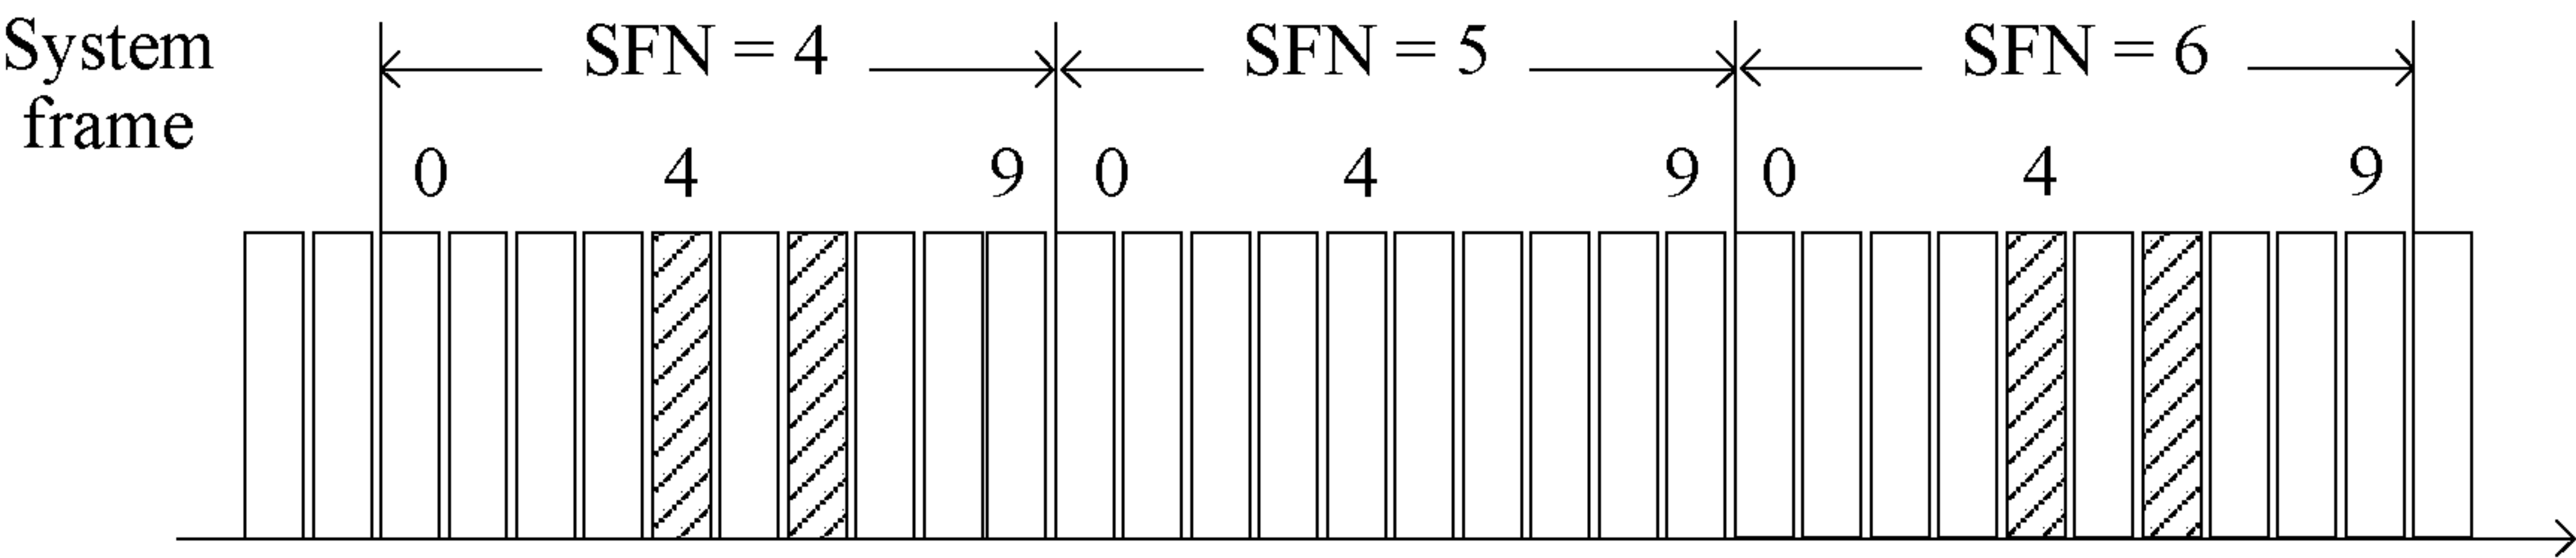 System
frame
SFN = 4
SFN = 5
SFN = 6
0 4 9 0 4 9 0 4 9